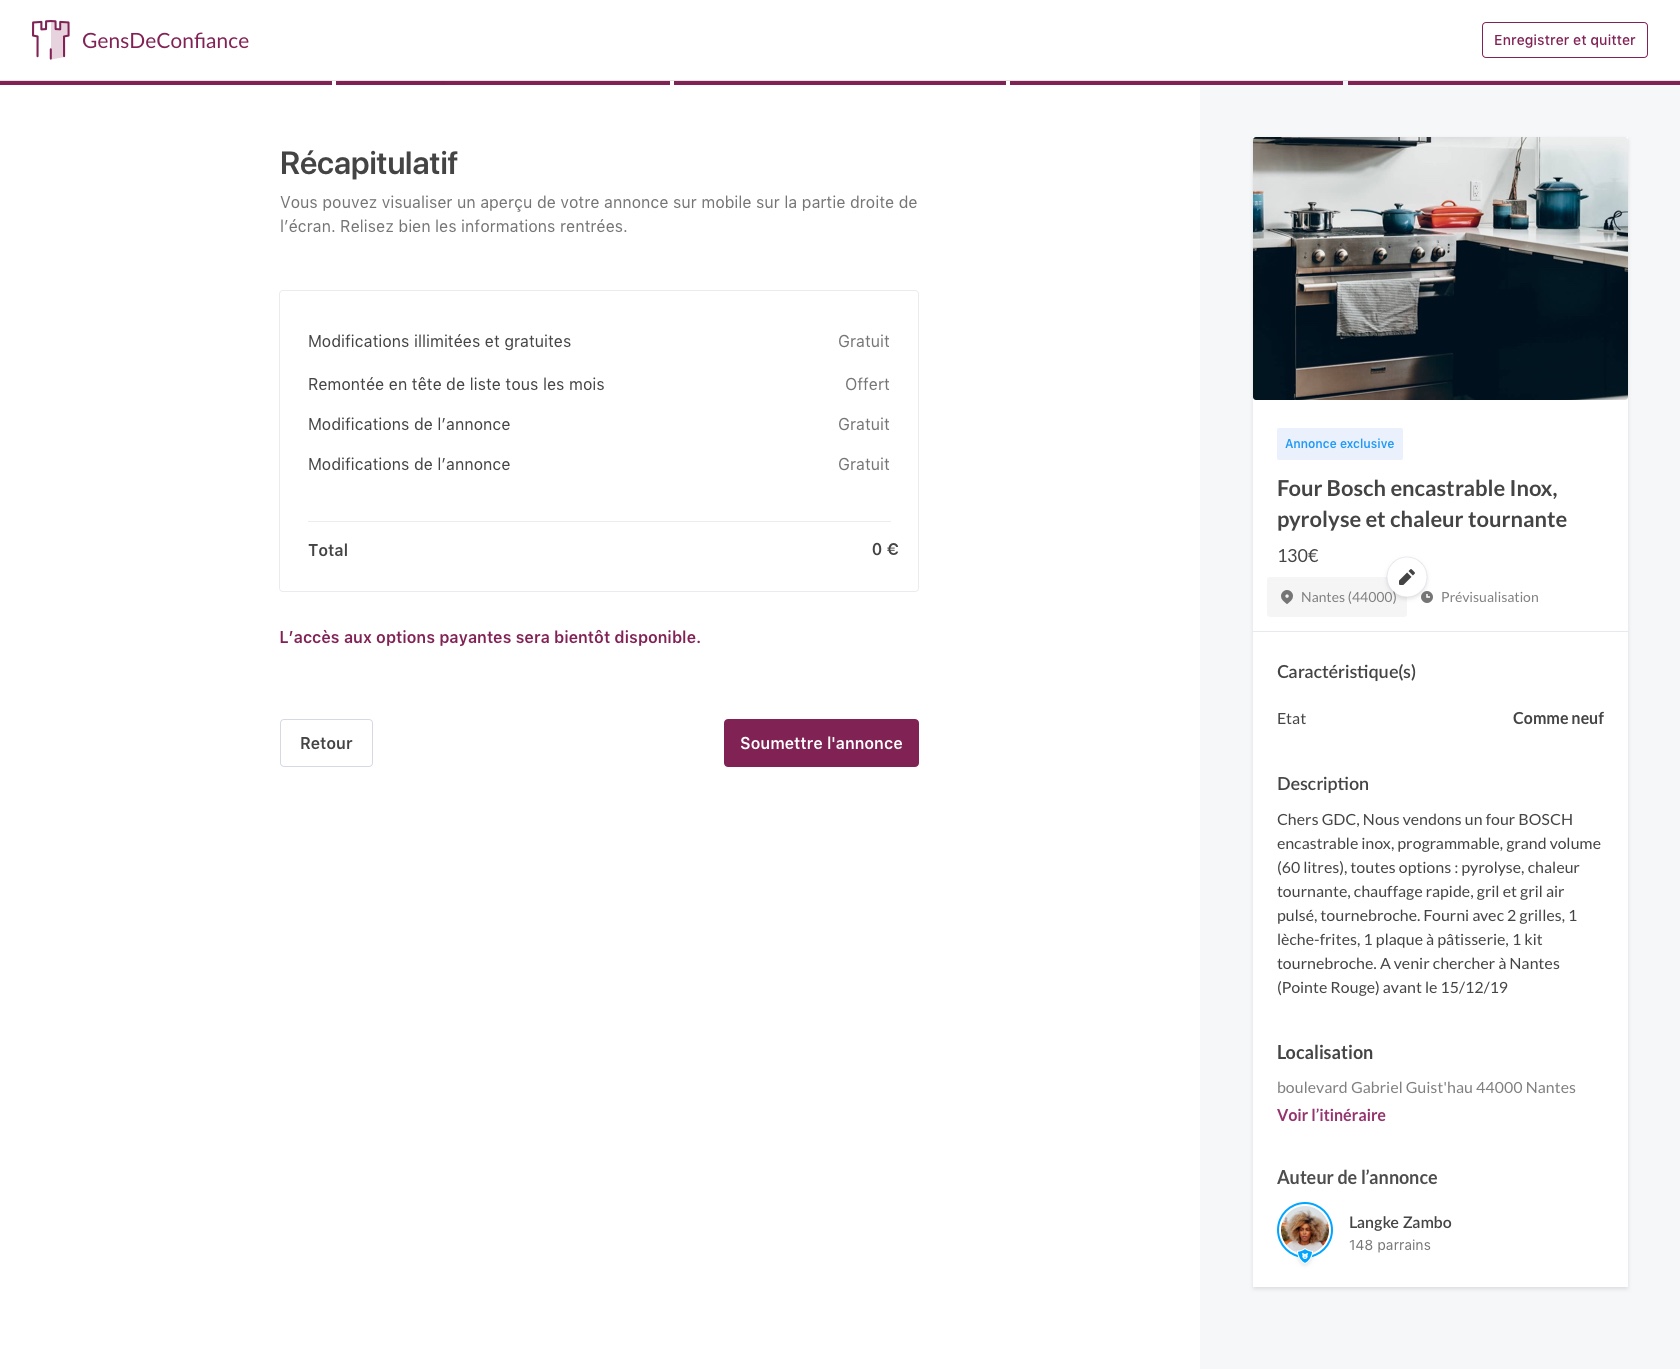 GensDeConfiance
Enregistrer et quitter
Récapitulatif
Vous pouvez visualiser un aperçu de votre annonce sur mobile sur la partie droite de
l’écran. Relisez bien les informations rentrées.
Modifications illimitées et gratuites Gratuit
Remontée en tête de liste tous les mois Offert
Modifications de l’annonce Gratuit
Modifications de l’annonce Gratuit
Total 0 €
L’accès aux options payantes sera bientôt disponible.
Retour
Soumettre l'annonce
Annonce exclusive
Four Bosch encastrable Inox,
pyrolyse et chaleur tournante
130€
Nantes (44000) Prévisualisation
Caractéristique(s)
Etat Comme neuf
Description
Chers GDC, Nous vendons un four BOSCH
encastrable inox, programmable, grand volume
(60 litres), toutes options : pyrolyse, chaleur
tournante, chauffage rapide, gril et gril air
pulsé, tournebroche. Fourni avec 2 grilles, 1
lèche-frites, 1 plaque à pâtisserie, 1 kit
tournebroche. A venir chercher à Nantes
(Pointe Rouge) avant le 15/12/19
Localisation
boulevard Gabriel Guist'hau 44000 Nantes
Voir l’itinéraire
Auteur de l’annonce
Langke Zambo
148 parrains